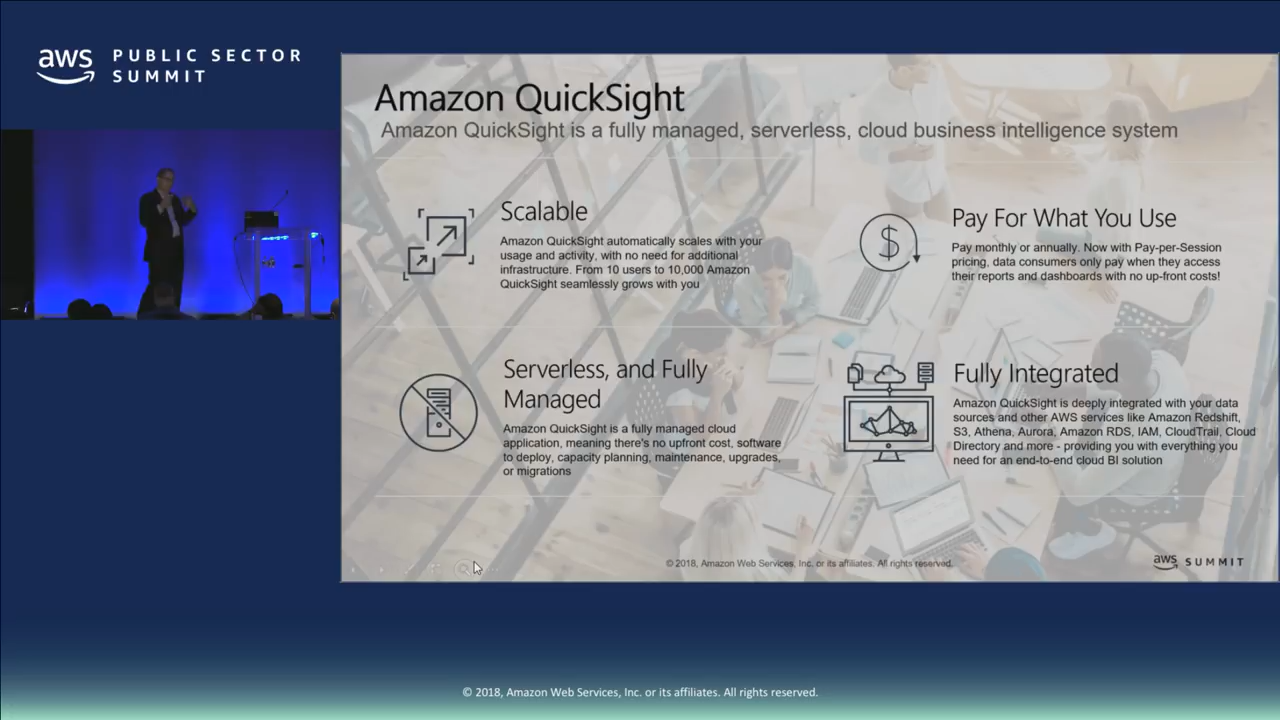 aws PUBLIC SECTOR
SUMMIT
Amazon QuickSight
Amazon QuickSight is a fully managed, serverless, cloud business intelligence system
Scalable
Amazon QuickSight automatically scales with your
usage and activity, with no need for additional
infrastructure. From 10 users to 10,000 Amazon
QuickSight seamlessly grows with you
Pay For What You Use
Pay monthly or annually. Now with Pay-per-Session
pricing, data consumers only pay when they access
their reports and dashboards with no up-front costs!
Serverless, and Fully
Managed
Amazon QuickSight is a fully managed cloud
application, meaning there's no upfront cost, software
to deploy, capacity planning, maintenance, upgrades,
or migrations
Fully Integrated
Amazon QuickSight is deeply integrated with your data
sources and other AWS services like Amazon Redshift,
S3, Athena, Aurora, Amazon RDS, IAM, CloudTrail, Cloud
Directory and more - providing you with everything you
need for an end-to-end cloud BI solution
© 2018, Amazon Web Services, Inc. or its affiliates. All rights reserved.
aws SUMMIT
© 2018, Amazon Web Services, Inc. or its affiliates. All rights reserved.